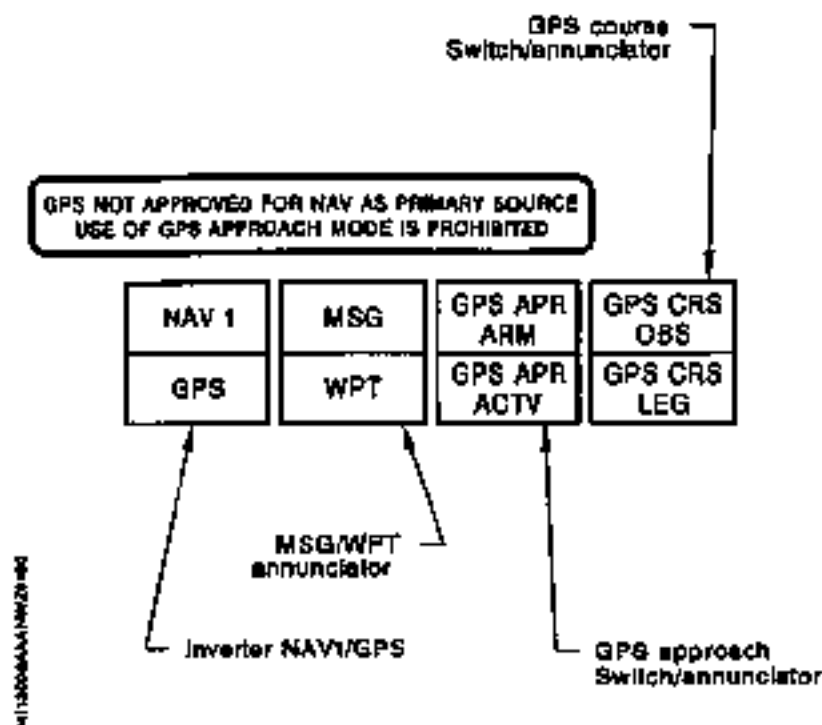 GPS course
Switch/annunciator
GPS NOT APPROVED FOR NAV AS PRIMARY SOURCE
USE OF GPS APPROACH MODE IS PROHIBITED
NAV 1
GPS
MSG
WPT
GPS APR
ARM
GPS APR
ACTV
GPS CRS
OBS
GPS CRS
LEG
MSG/WPT
annunciator
Inverter NAV1/GPS
GPS approach
Switch/annunciator